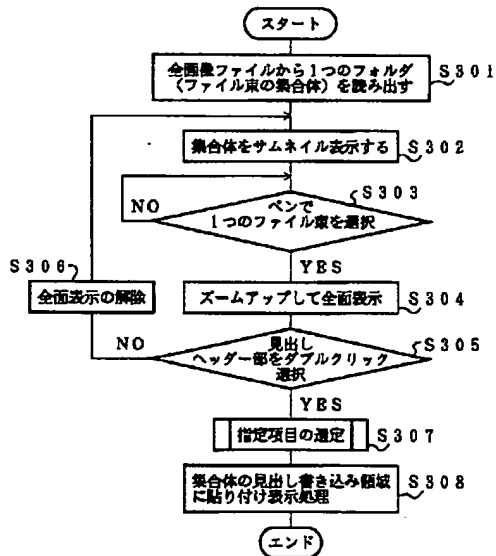 スタート
全画像ファイルから1つのフォルダ
(ファイル束の集合体)を読み出す
S301
集合体をサムネイル表示する
S302
S303
NO
ペンで
1つのファイル束を選択
YES
S306
全面表示の解除
ズームアップして全面表示
S304
NO
見出し
ヘッダー部をダブルクリック
選択
S305
YES
指定項目の選定
S307
集合体の見出し書き込み領域
に貼り付け表示処理
S308
エンド